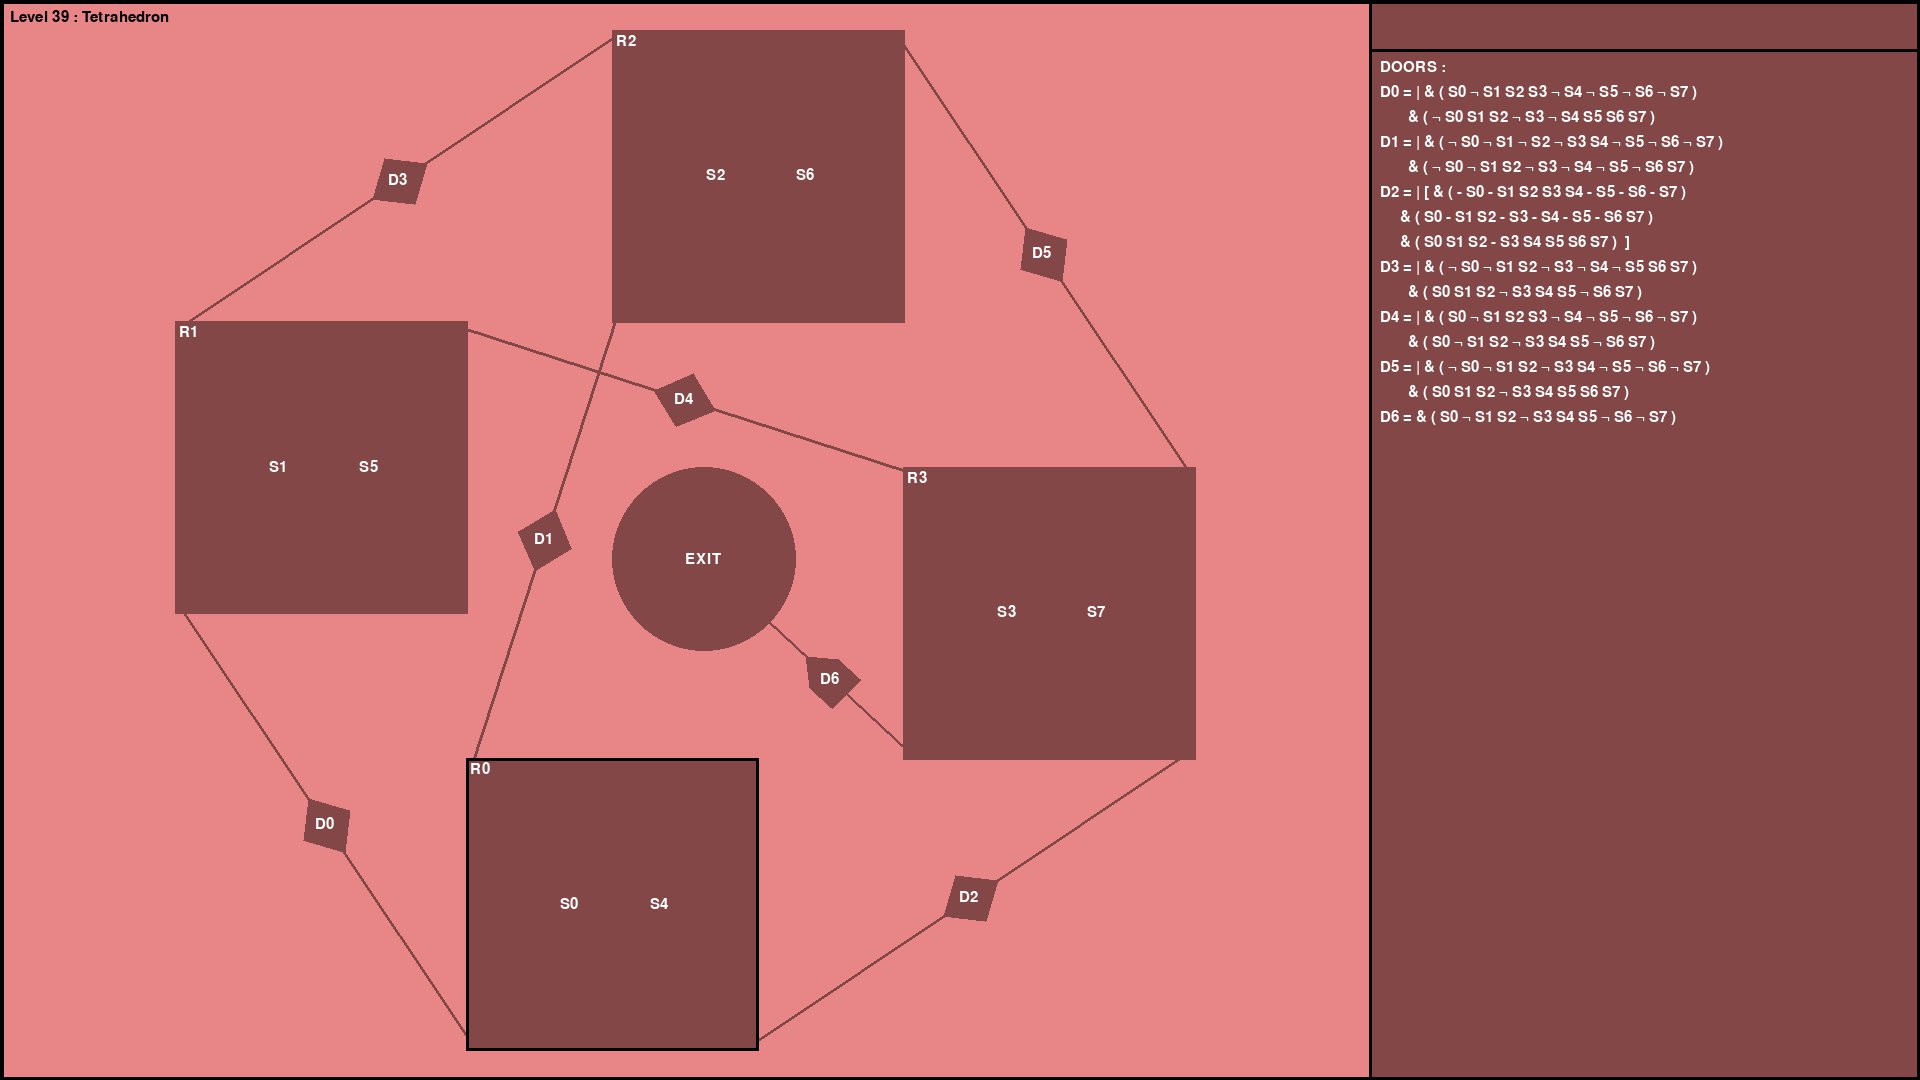 Level 39 : Tetrahedron
R2
DOORS :
D0 = | & ( S0 ¬ S1 S2 S3 ¬ S4 ¬ S5 ¬ S6 ¬ S7 )
& ( ¬ S0 S1 S2 ¬ S3 ¬ S4 S5 S6 S7 )
D1 = | & ( ¬ S0 ¬ S1 ¬ S2 ¬ S3 S4 ¬ S5 ¬ S6 ¬ S7 )
& ( ¬ S0 ¬ S1 S2 ¬ S3 ¬ S4 ¬ S5 ¬ S6 S7 )
D2 = | [ & ( - S0 - S1 S2 S3 S4 - S5 - S6 - S7 )
& ( S0 - S1 S2 - S3 - S4 - S5 - S6 S7 )
& ( S0 S1 S2 - S3 S4 S5 S6 S7 ) ]
D3 = | & ( ¬ S0 ¬ S1 S2 ¬ S3 ¬ S4 ¬ S5 S6 S7 )
& ( S0 S1 S2 ¬ S3 S4 S5 ¬ S6 S7 )
D4 = | & ( S0 ¬ S1 S2 S3 ¬ S4 ¬ S5 ¬ S6 ¬ S7 )
& ( S0 ¬ S1 S2 ¬ S3 S4 S5 ¬ S6 S7 )
D5 = | & ( ¬ S0 ¬ S1 S2 ¬ S3 S4 ¬ S5 ¬ S6 ¬ S7 )
& ( S0 S1 S2 ¬ S3 S4 S5 S6 S7 )
D6 = & ( S0 ¬ S1 S2 ¬ S3 S4 S5 ¬ S6 ¬ S7 )
S2 S6
D3
D5
R1
D4
S1 S5
R3
D1
EXIT
S3 S7
D6
R0
D0
D2
S0 S4